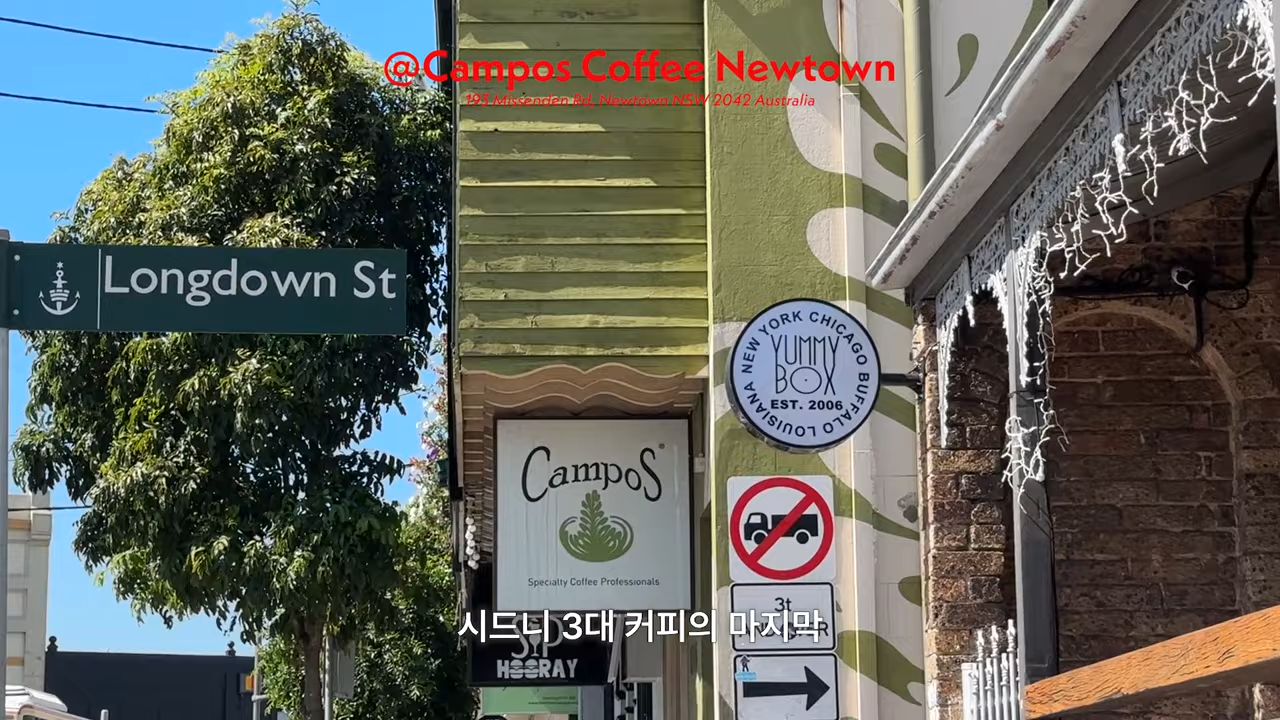 @Campos Coffee Newtown
193 Missenden Rd, Newtown NSW 2042 Australia
Longdown St
NEW YORK CHICAGO BUFFALO LOUISIANA
YUMMY
BOX
EST. 2006
CampoS®
Specialty Coffee Professionals
3t
시드니 3대 커피의 마지막
SIP
HOORAY